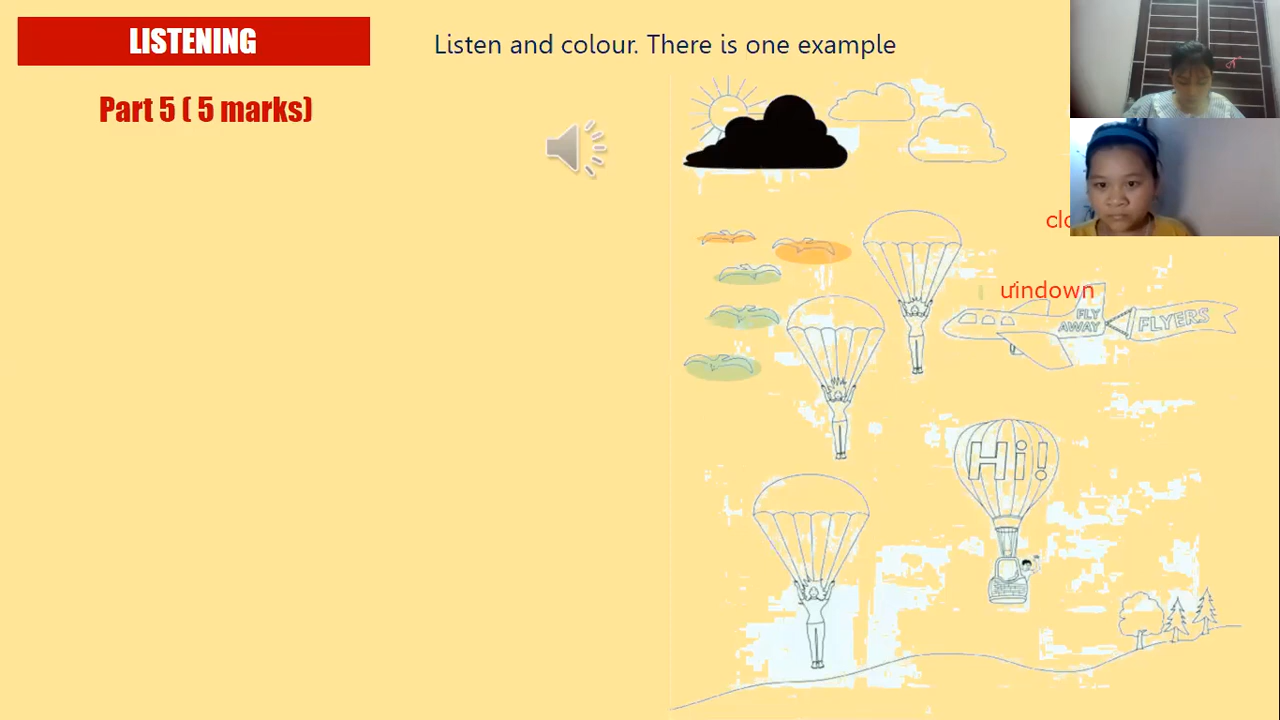 LISTENING
Listen and colour. There is one example
Part 5 ( 5 marks)
ưindown
FLY
AWAY
FLYERS
Hi!